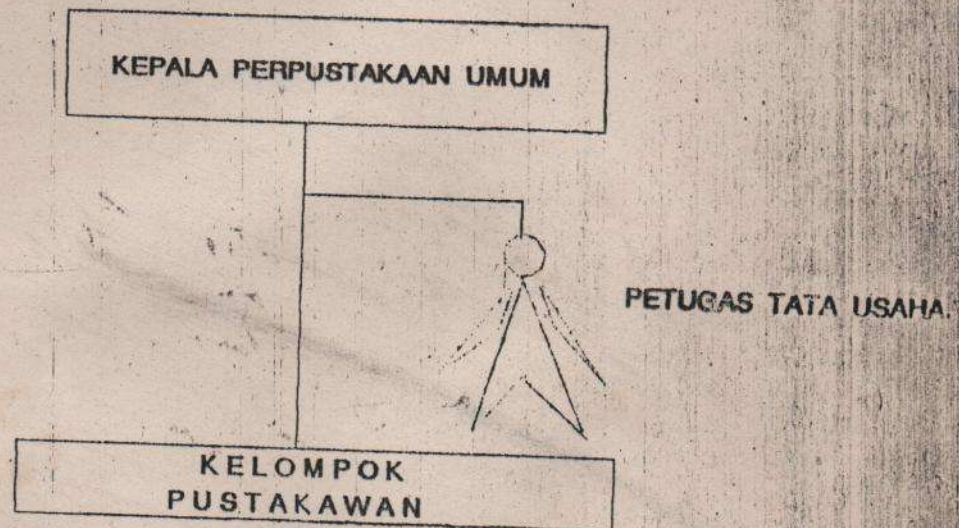 KEPALA PERPUSTAKAAN UMUM
PETUGAS TATA USAHA.
KELOMPOK
PUSTAKAWAN